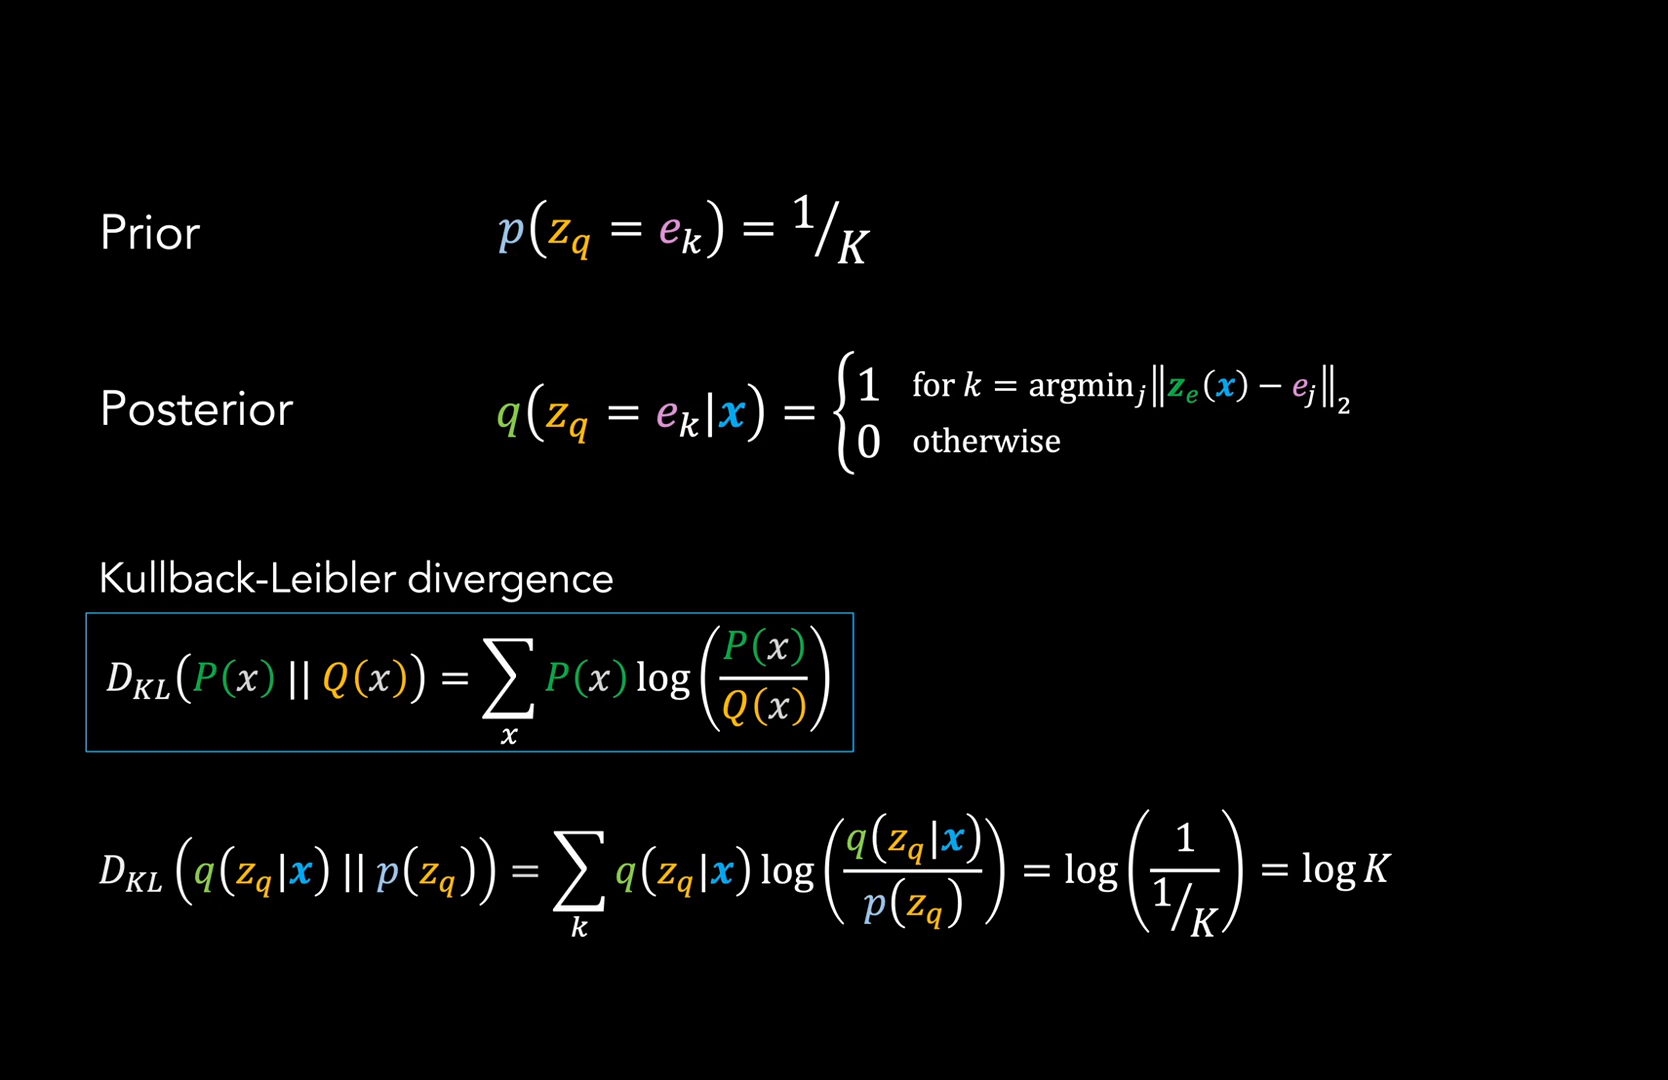 Prior p(z_q = e_k) = 1/K
Posterior q(z_q = e_k|x) = { 1 for k = argmin_j ‖z_e(x) − e_j‖_2
0 otherwise
Kullback-Leibler divergence
D_KL(P(x) || Q(x)) = ∑_x P(x) log(P(x)/Q(x))
D_KL(q(z_q|x) || p(z_q)) = ∑_k q(z_q|x) log(q(z_q|x)/p(z_q)) = log(1/(1/K)) = log K